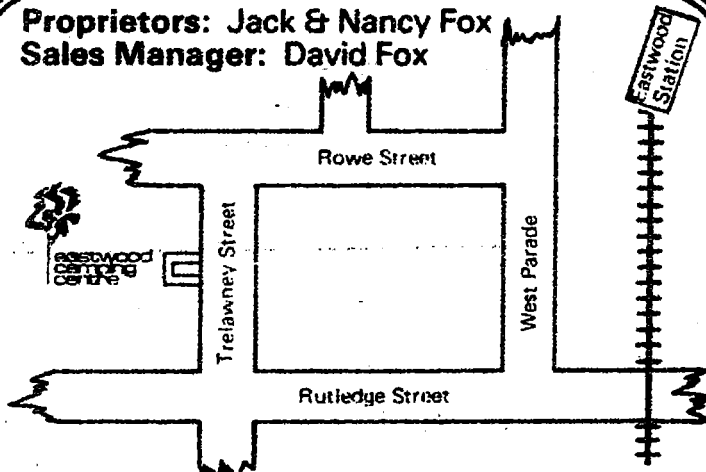 Proprietors: Jack & Nancy Fox
Sales Manager: David Fox
Eastwood
Station
Rowe Street
Trelawney Street
West Parade
eastwood
camping
centre
Rutledge Street